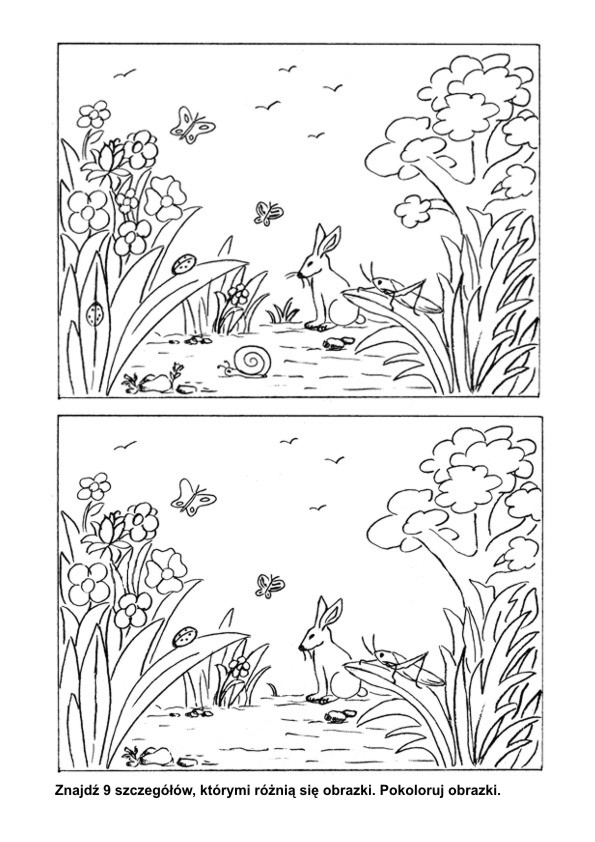 Znajdź 9 szczegółów, którymi różnią się obrazki. Pokoloruj obrazki.